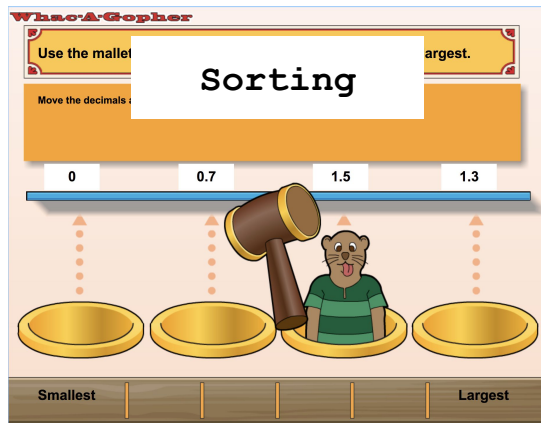 Whac-A-Gopher
Use the mallet argest.
Sorting
Move the decimals
0 0.7 1.5 1.3
Smallest Largest